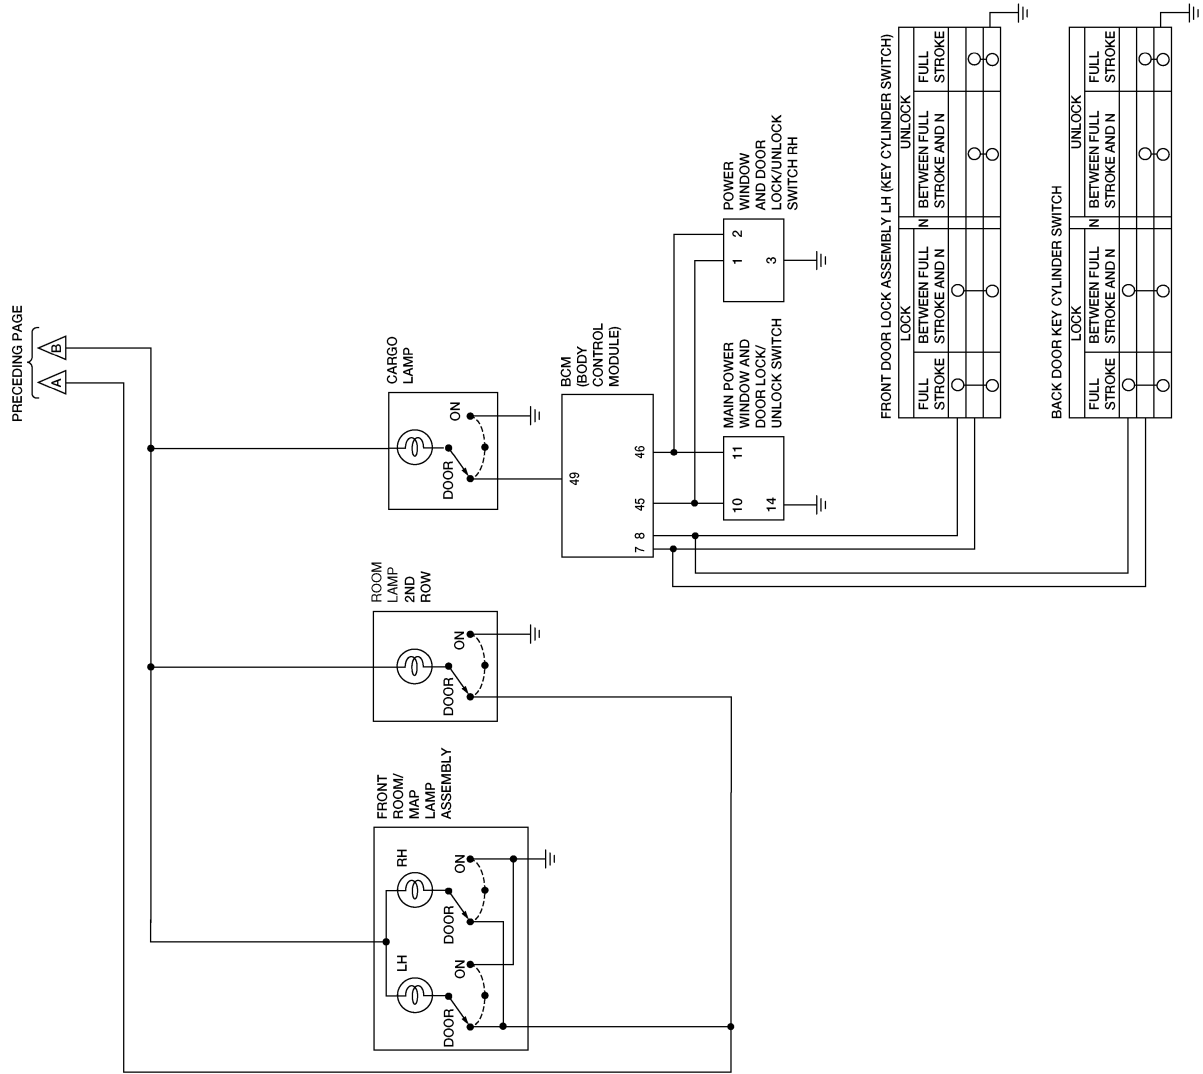 PRECEDING PAGE
A
B
CARGO
LAMP
ON
DOOR
ROOM
LAMP
2ND
ROW
ON
DOOR
FRONT
ROOM/
MAP
LAMP
ASSEMBLY
RH
ON
DOOR
LH
ON
DOOR
BCM
(BODY
CONTROL
MODULE)
49
46
45
8
7
POWER
WINDOW
AND DOOR
LOCK/UNLOCK
SWITCH RH
2
1
3
MAIN POWER
WINDOW AND
DOOR LOCK/
UNLOCK SWITCH
11
10
14
FRONT DOOR LOCK ASSEMBLY LH (KEY CYLINDER SWITCH)
LOCK
N
UNLOCK
FULL
STROKE
BETWEEN FULL
STROKE AND N
BETWEEN FULL
STROKE AND N
FULL
STROKE
BACK DOOR KEY CYLINDER SWITCH
LOCK
N
UNLOCK
FULL
STROKE
BETWEEN FULL
STROKE AND N
BETWEEN FULL
STROKE AND N
FULL
STROKE